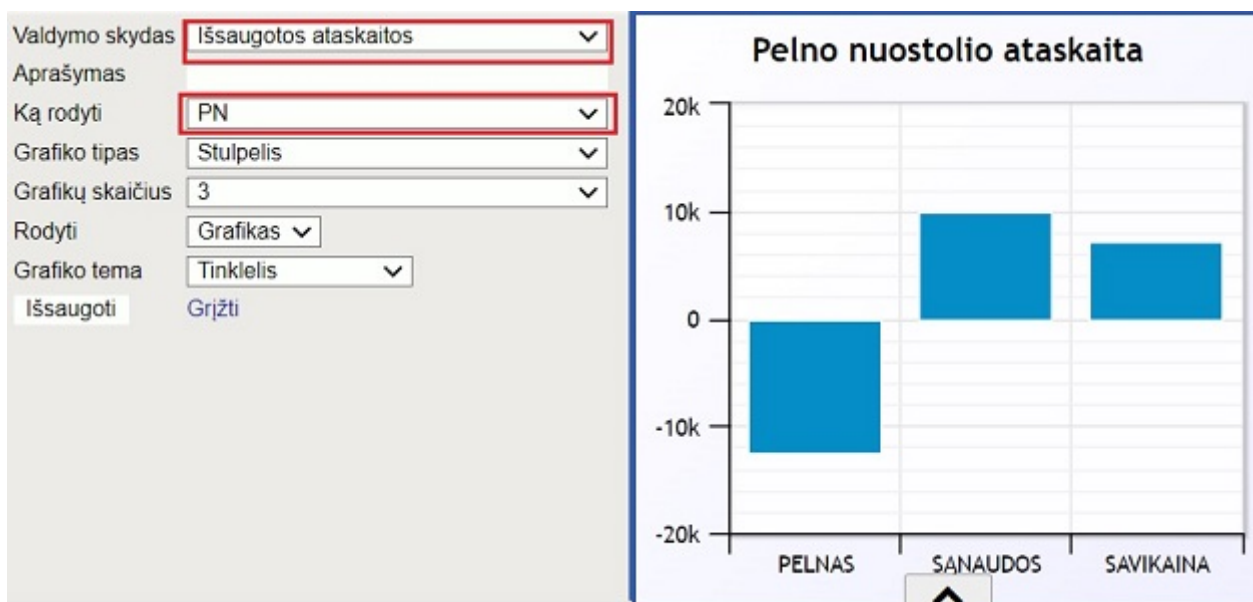 Valdymo skydas Išsaugotos ataskaitos
Aprašymas
Ką rodyti PN
Grafiko tipas Stulpelis
Grafikų skaičius 3
Rodyti Grafikas
Grafiko tema Tinklelis
Išsaugoti Grįžti
Pelno nuostolio ataskaita
20k
10k
0
-10k
-20k
PELNAS SĄNAUDOS SAVIKAINA